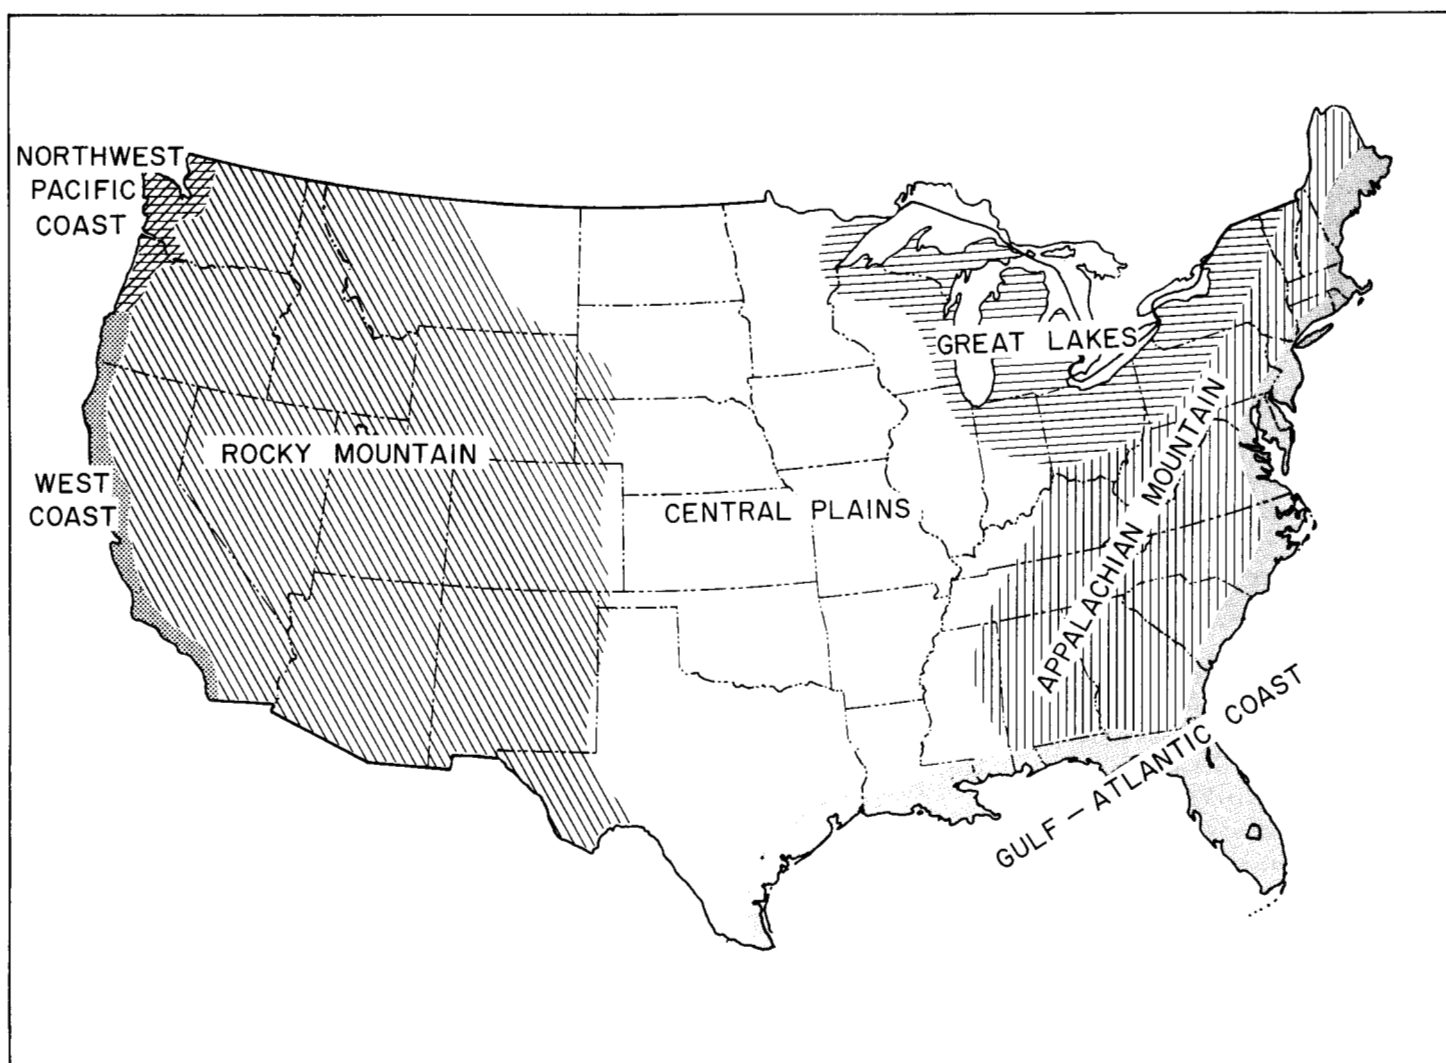 NORTHWEST
PACIFIC
COAST
GREAT LAKES
ROCKY MOUNTAIN
WEST
COAST
CENTRAL PLAINS
APPALACHIAN MOUNTAIN
GULF – ATLANTIC COAST